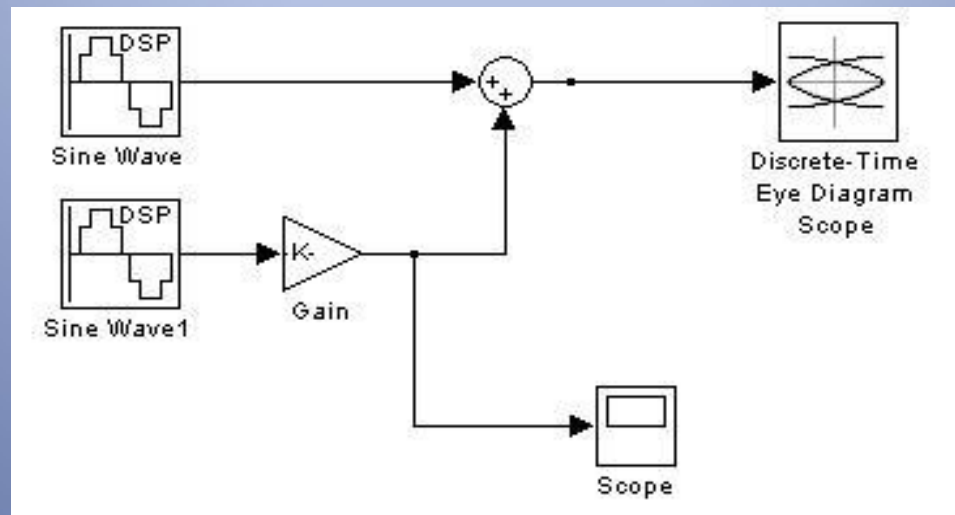 DSP
Sine Wave
+
+
Discrete-Time
Eye Diagram
Scope
DSP
Sine Wave1
-K-
Gain
Scope